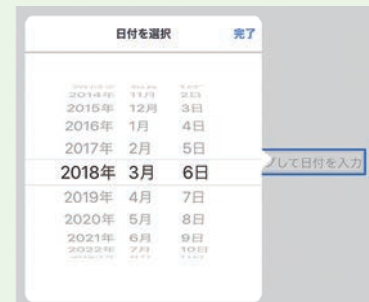 日付を選択 完了
2014年 11月 2日
2015年 12月 3日
2016年 1月 4日
2017年 2月 5日
2018年 3月 6日
プして日付を入力
2019年 4月 7日
2020年 5月 8日
2021年 6月 9日
2022年 7月 10日